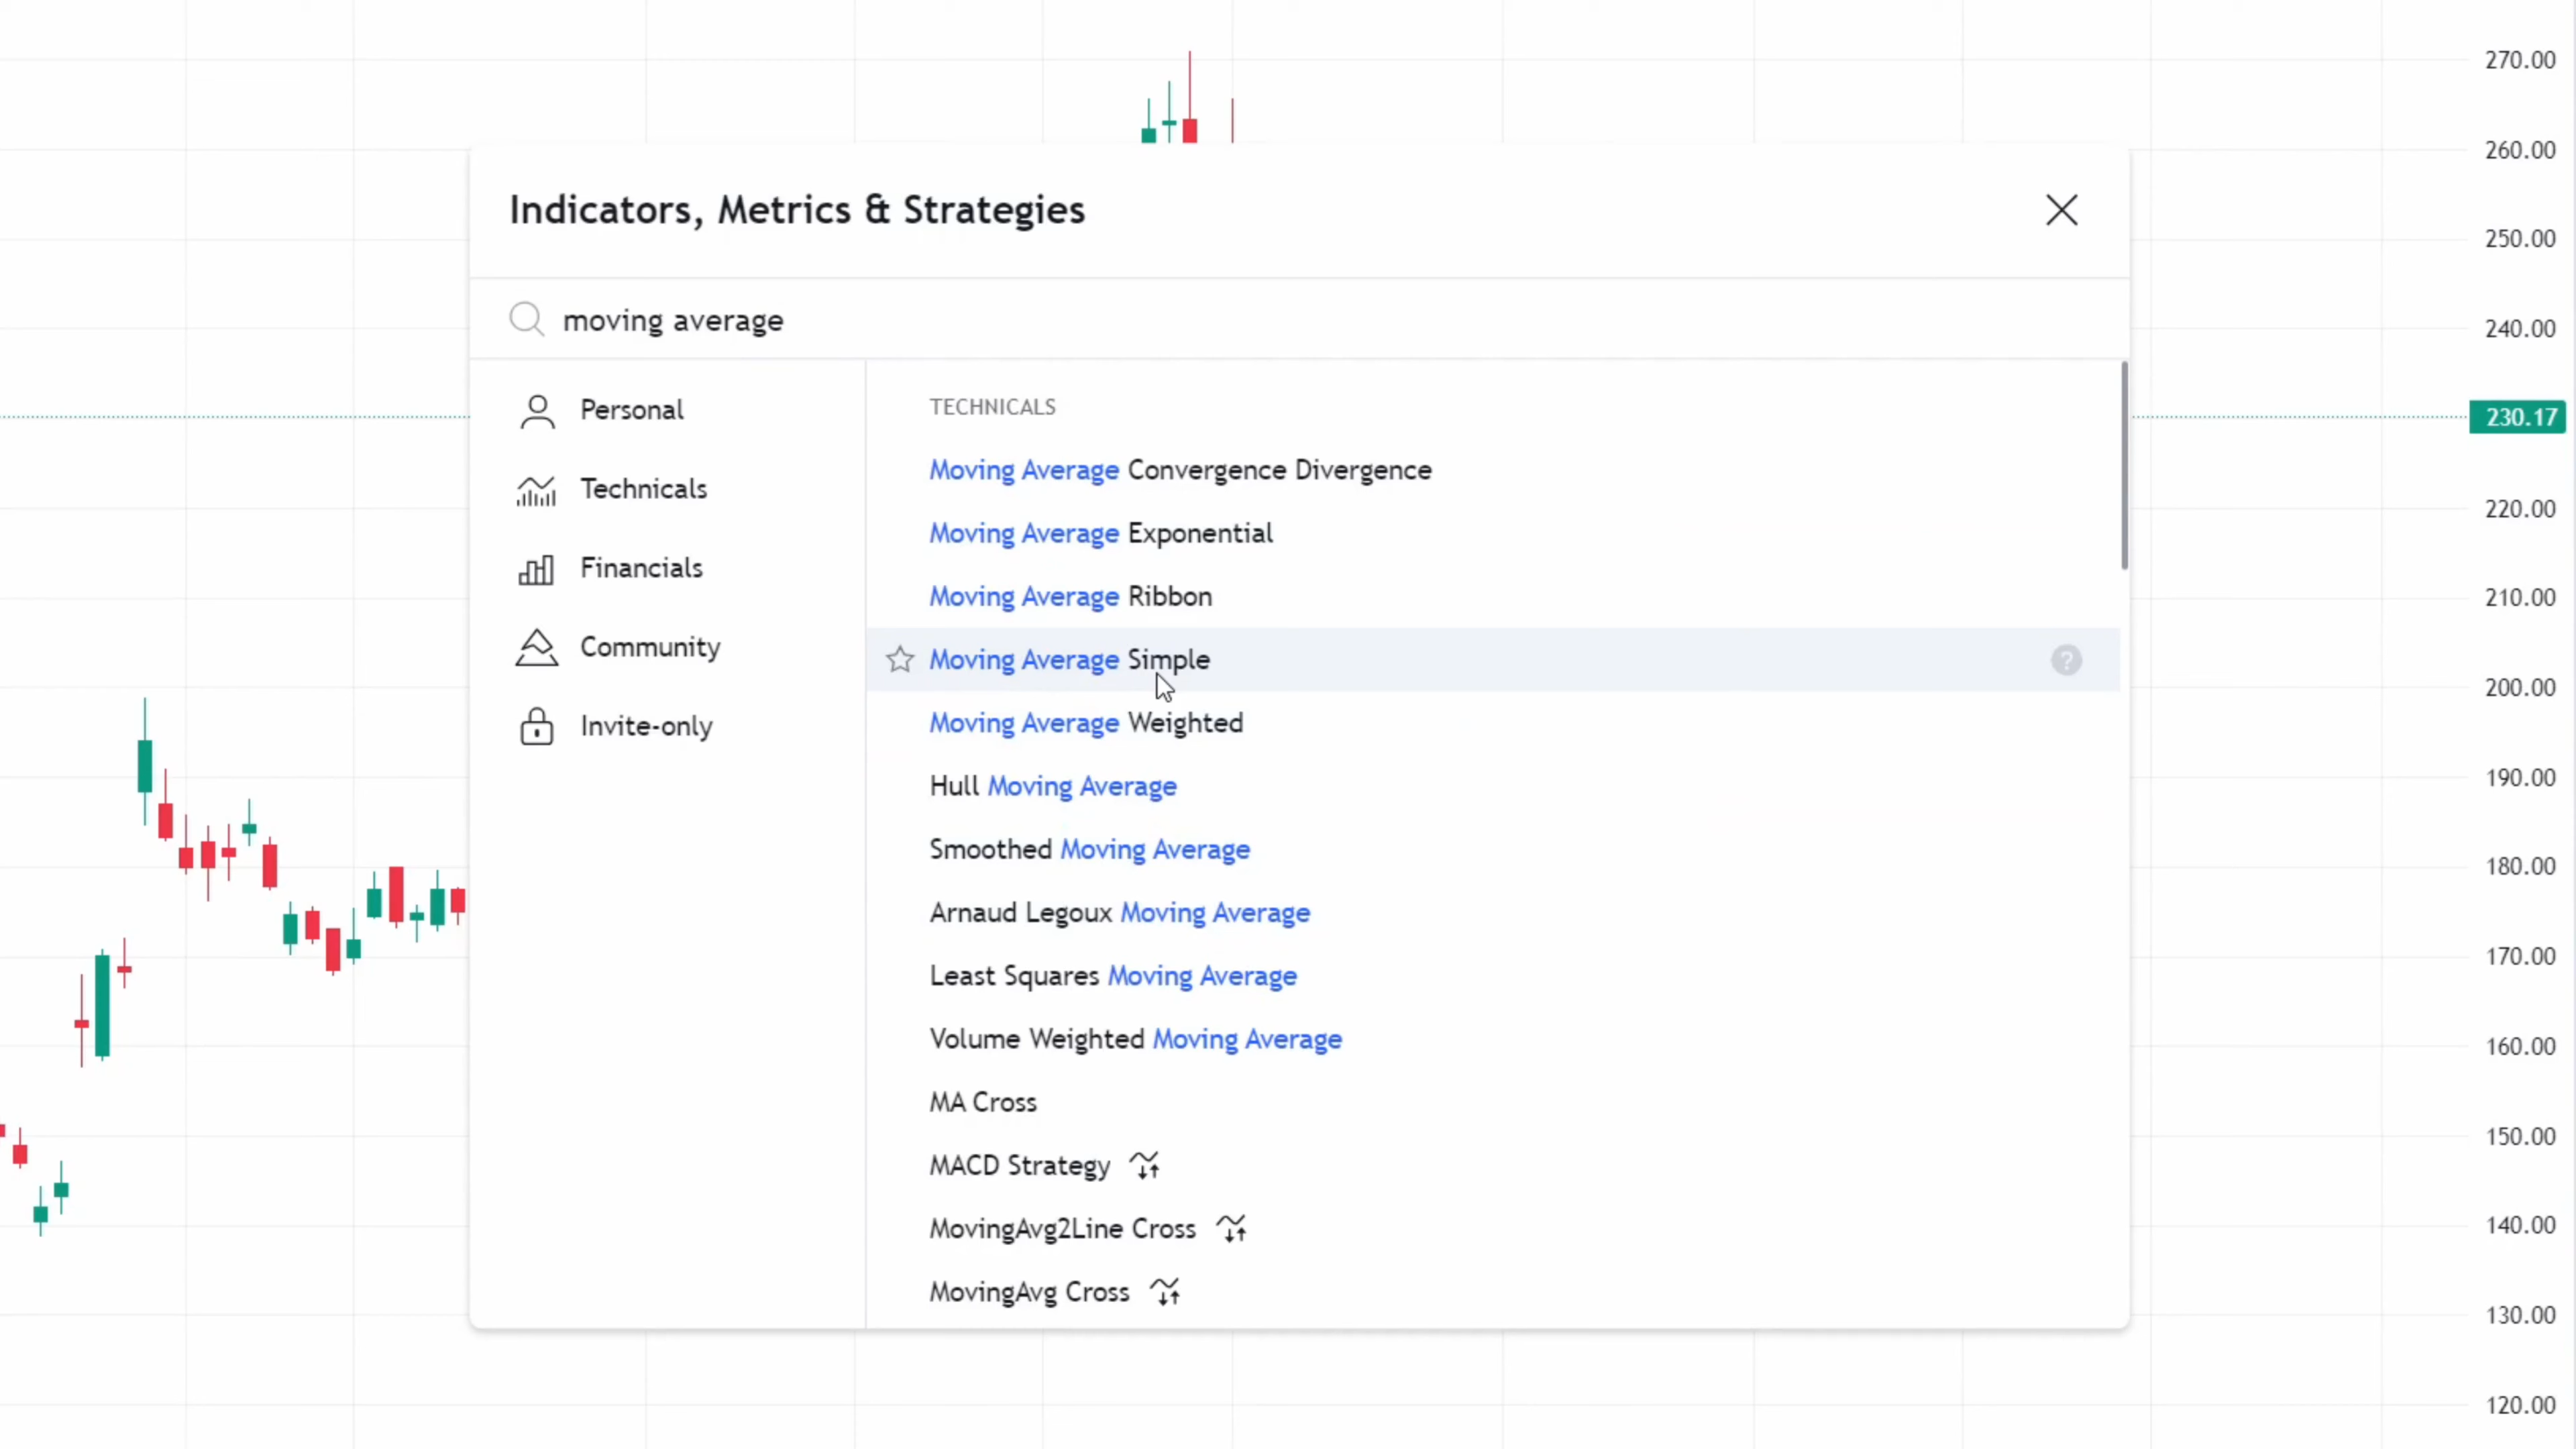 270.00
260.00
250.00
240.00
230.17
220.00
210.00
200.00
190.00
180.00
170.00
160.00
150.00
140.00
130.00
120.00
Indicators, Metrics & Strategies
moving average
Personal
Technicals
Financials
Community
Invite-only
TECHNICALS
Moving Average Convergence Divergence
Moving Average Exponential
Moving Average Ribbon
Moving Average Simple
?
Moving Average Weighted
Hull Moving Average
Smoothed Moving Average
Arnaud Legoux Moving Average
Least Squares Moving Average
Volume Weighted Moving Average
MA Cross
MACD Strategy
MovingAvg2Line Cross
MovingAvg Cross